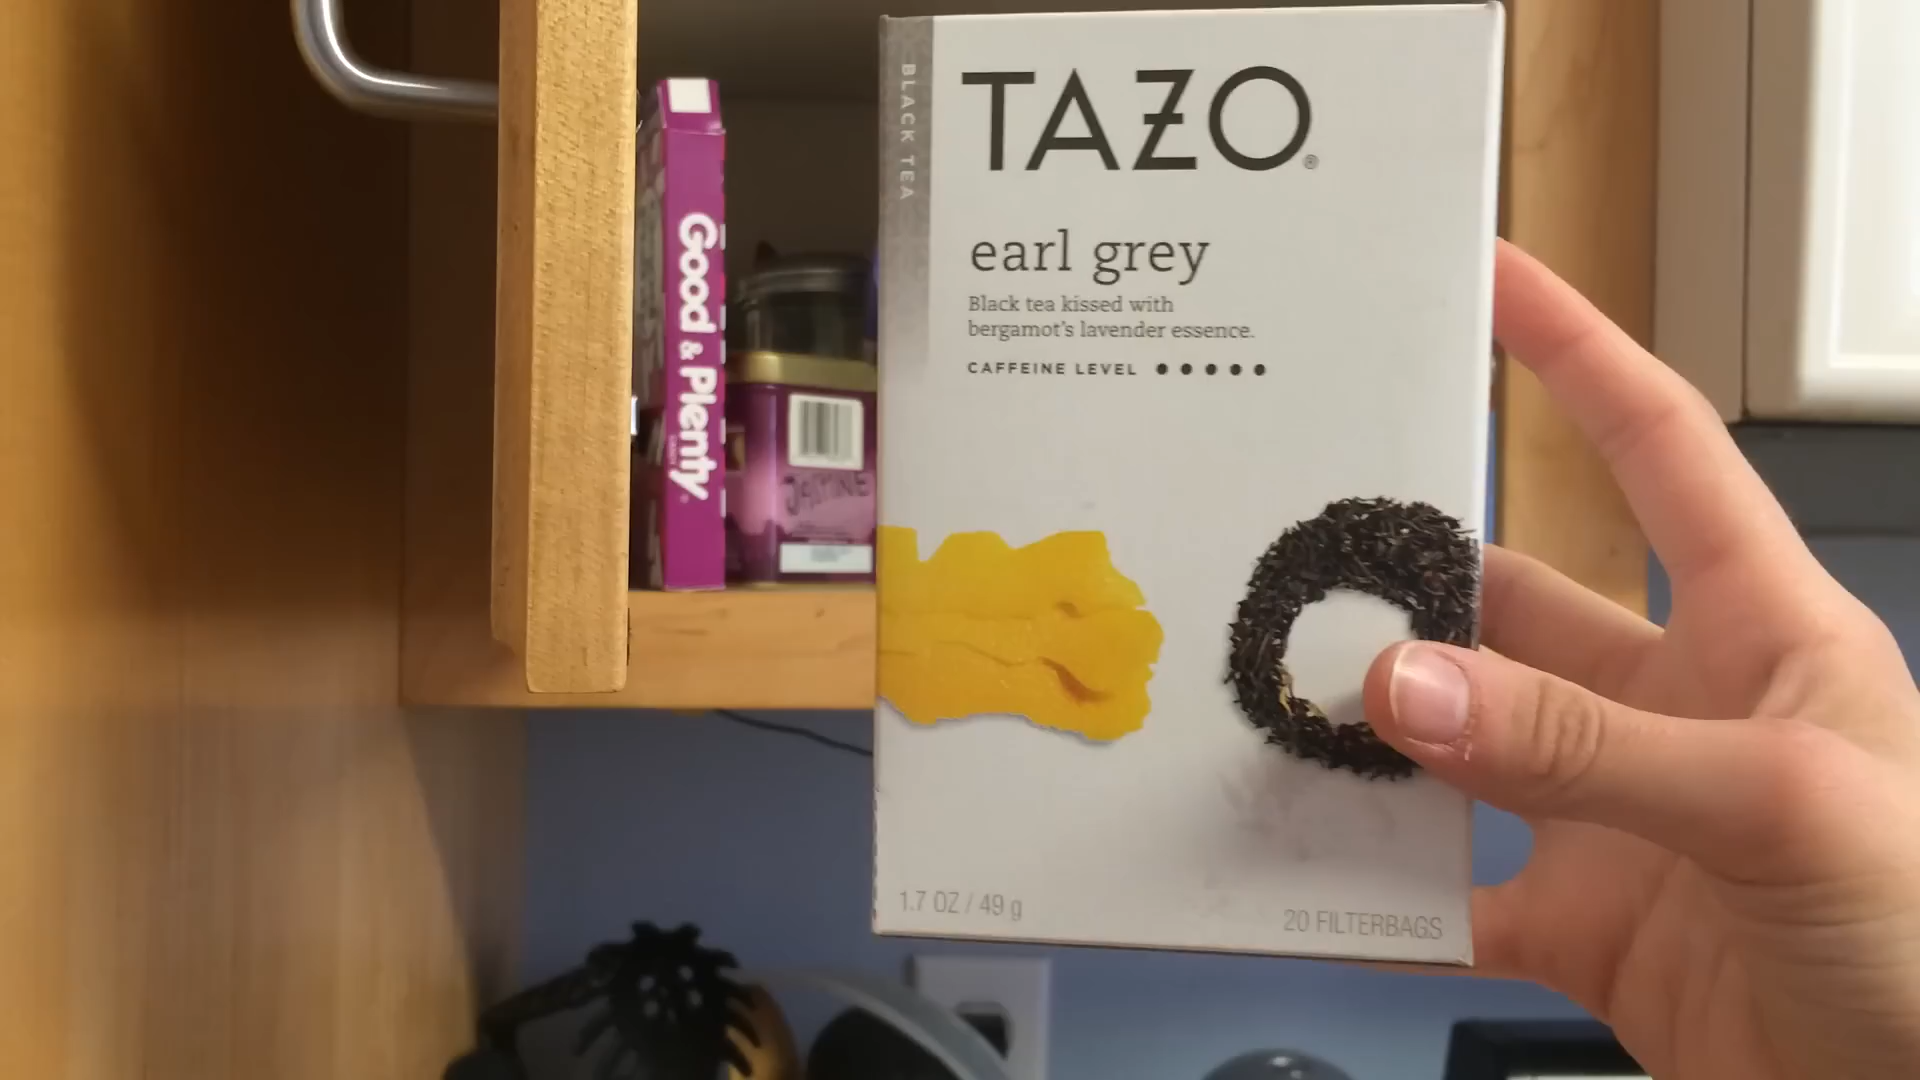 BLACK TEA
TAZO®
earl grey
Black tea kissed with
bergamot's lavender essence.
CAFFEINE LEVEL
1.7 OZ / 49 g
20 FILTERBAGS
Good & Plenty
JASMINE